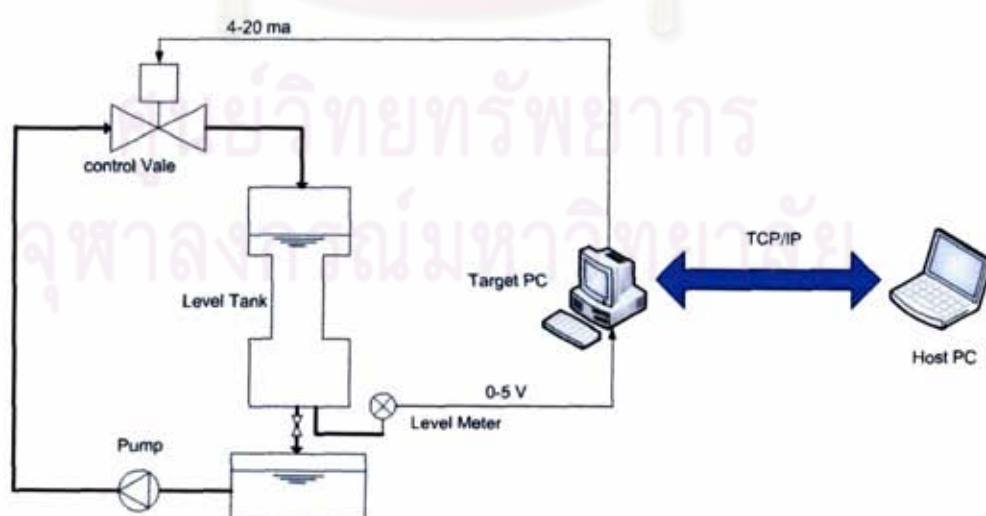 4-20 ma
ศูนย์วิทยทรัพยากร
control Vale
จุฬาลงกรณ์มหาวิทยาลัย
TCP/IP
Target PC
Level Tank
Host PC
0-5 V
Level Meter
Pump